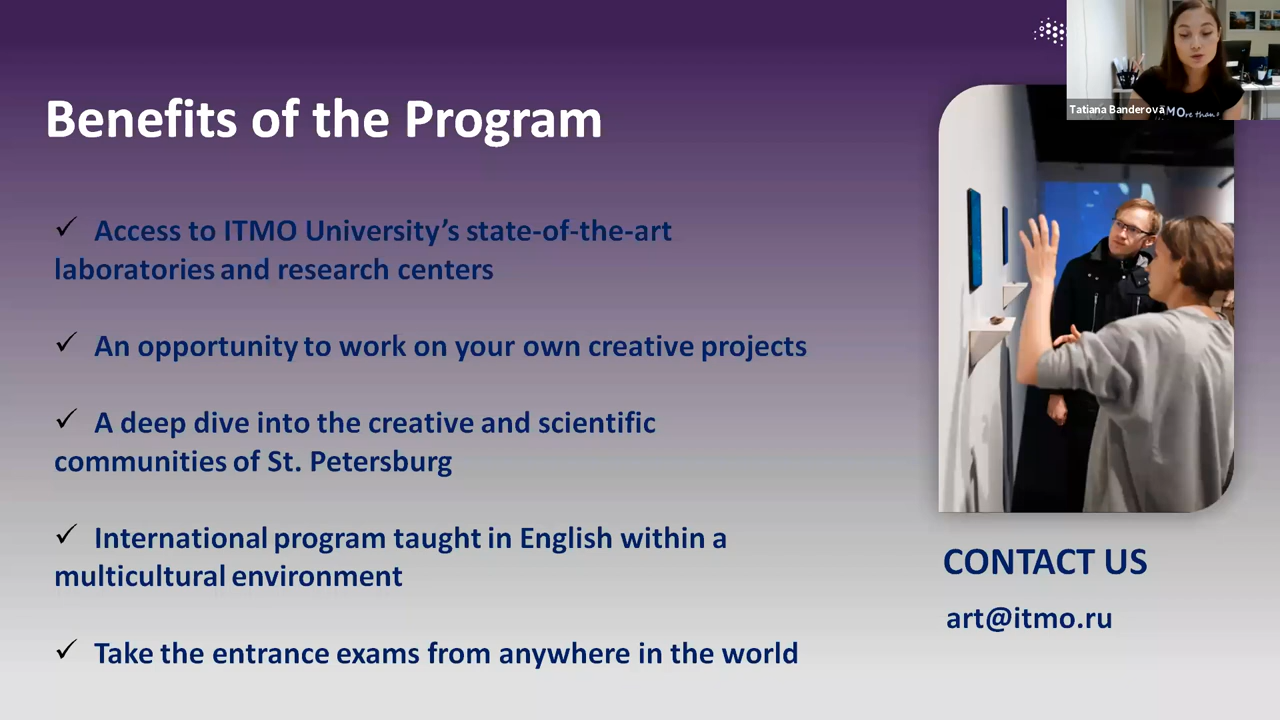 Tatiana Banderova
Benefits of the Program
✓ Access to ITMO University’s state-of-the-art
laboratories and research centers
✓ An opportunity to work on your own creative projects
✓ A deep dive into the creative and scientific
communities of St. Petersburg
✓ International program taught in English within a
multicultural environment
✓ Take the entrance exams from anywhere in the world
CONTACT US
art@itmo.ru